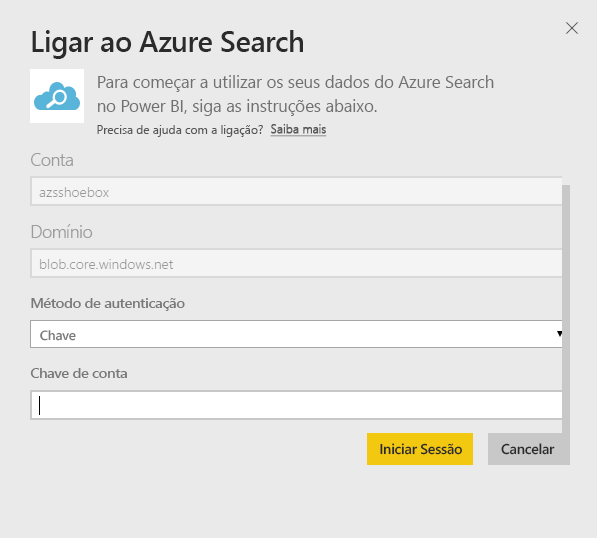 Ligar ao Azure Search
Para começar a utilizar os seus dados do Azure Search
no Power BI, siga as instruções abaixo.
Precisa de ajuda com a ligação? Saiba mais
Conta
azsshoebox
Domínio
blob.core.windows.net
Método de autenticação
Chave
Chave de conta
Iniciar Sessão Cancelar